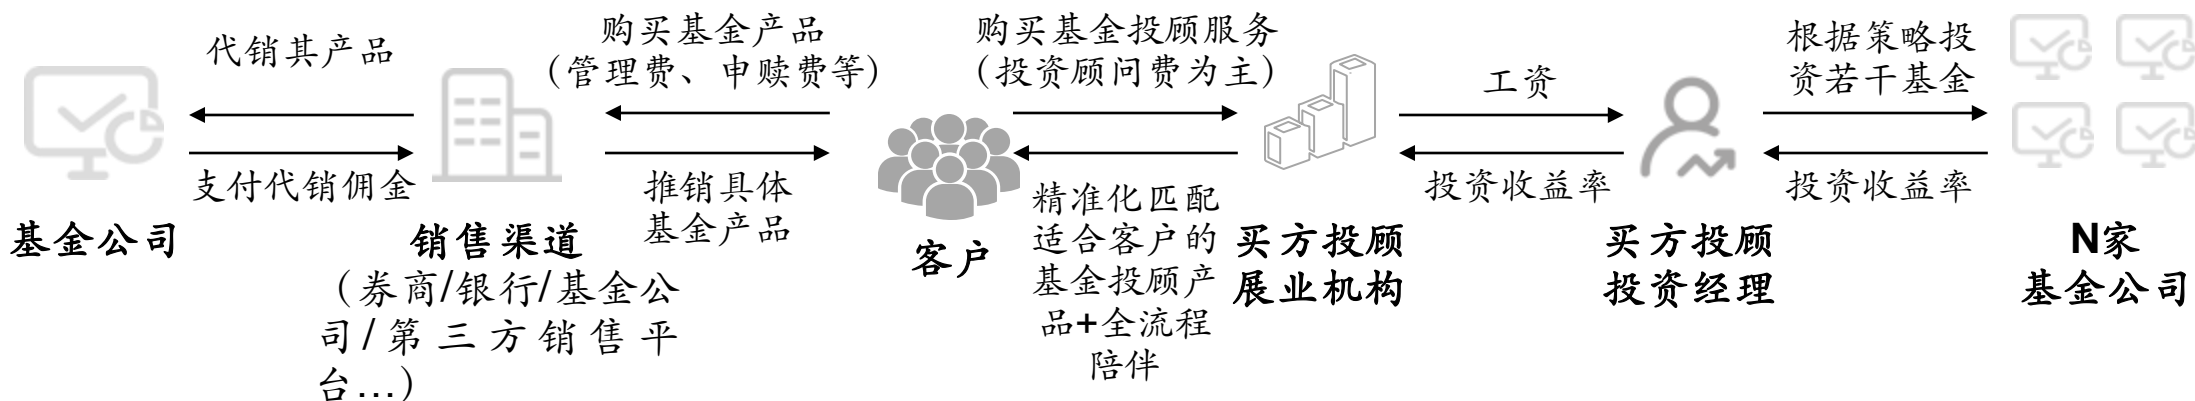 代销其产品
支付代销佣金
基金公司
销售渠道
（券商/银行/基金公
司/第三方销售平
台…）
购买基金产品
（管理费、申赎费等）
推销具体
基金产品
客户
购买基金投顾服务
（投资顾问费为主）
精准化匹配
适合客户的
基金投顾产
品+全流程
陪伴
买方投顾
展业机构
工资
投资收益率
买方投顾
投资经理
根据策略投
资若干基金
投资收益率
N家
基金公司